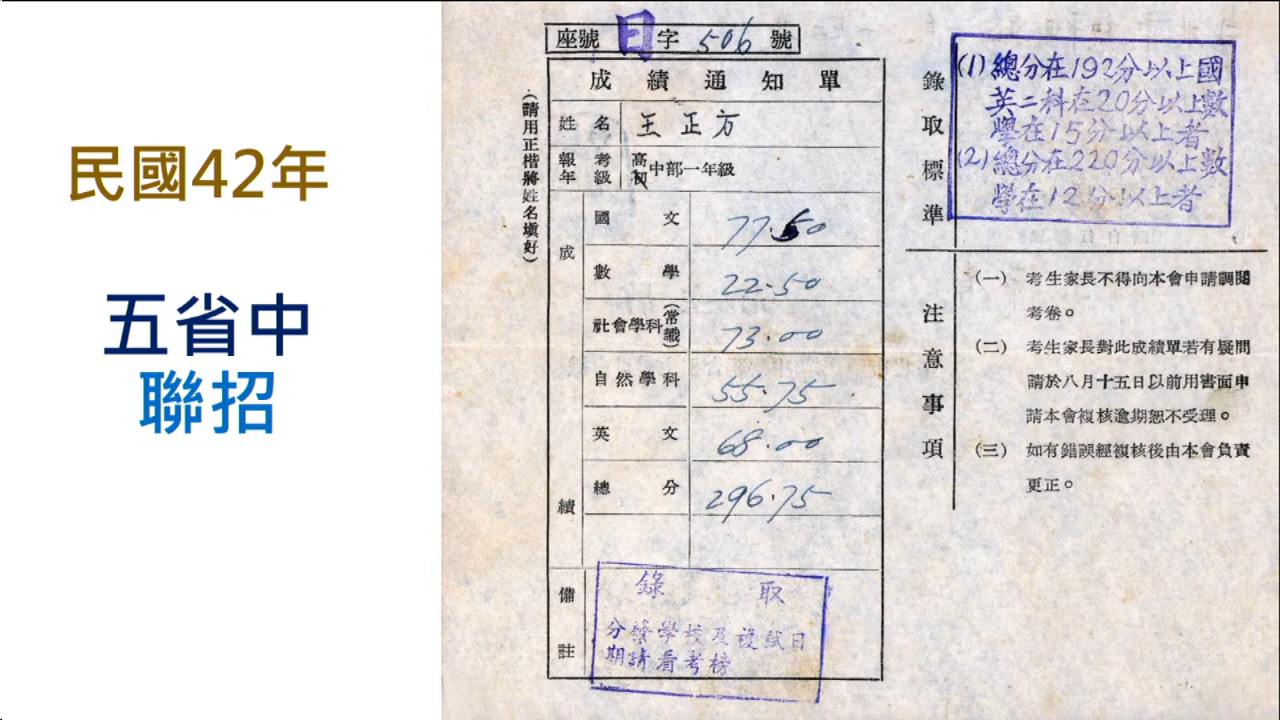 民國42年
五省中
聯招
座號 日字 506 號
成績通知單
(請用正楷將姓名填好)
姓名 王正方
報考年級 高初中部一年級
成績
國文 77.50
數學 22.50
社會學科(常識) 73.00
自然學科 55.75
英文 68.00
總分 296.75
備註
錄取
分發學校及複試日
期請看考榜
錄取標準
(1)總分在192分以上國
英二科在20分以上數
學在15分以上者
(2)總分在220分以上數
學在12分以上者
注意事項
(一) 考生家長不得向本會申請調閱
考卷。
(二) 考生家長對此成績單若有疑問
請於八月十五日以前用書面申
請本會複核逾期恕不受理。
(三) 如有錯誤經複核後由本會負責
更正。